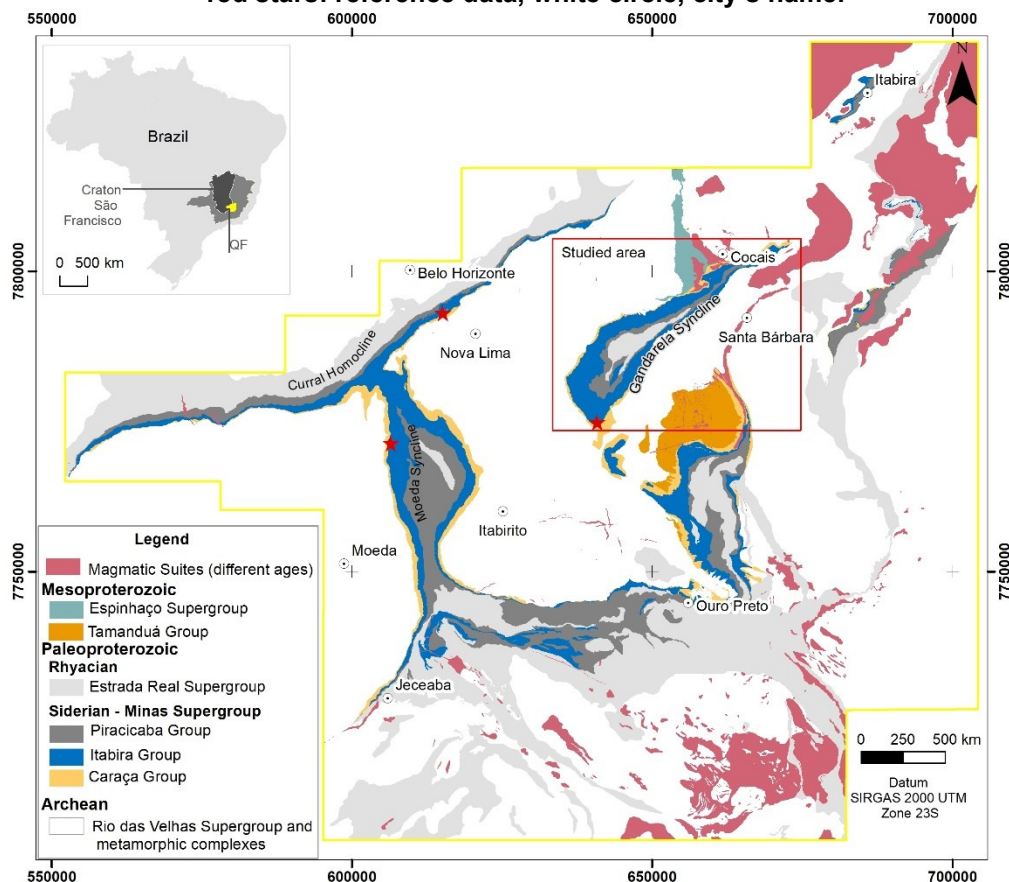 red stars: reference data; white circle; city's name.
550000 600000 650000 700000
N
Itabira
Brazil
Craton
São
Francisco
QF
0 500 km
7800000
7800000
Studied area
Cocais
Belo Horizonte
Nova Lima
Gandarela Syncline
Santa Bárbara
Curral Homocline
Moeda Syncline
Itabirito
Moeda
7750000
7750000
Ouro Preto
Jeceaba
Legend
Magmatic Suites (different ages)
Mesoproterozoic
Espinhaço Supergroup
Tamanduá Group
Paleoproterozoic
Rhyacian
Estrada Real Supergroup
Siderian - Minas Supergroup
Piracicaba Group
Itabira Group
Caraça Group
Archean
Rio das Velhas Supergroup and
metamorphic complexes
0 250 500 km
Datum
SIRGAS 2000 UTM
Zone 23S
550000 600000 650000 700000